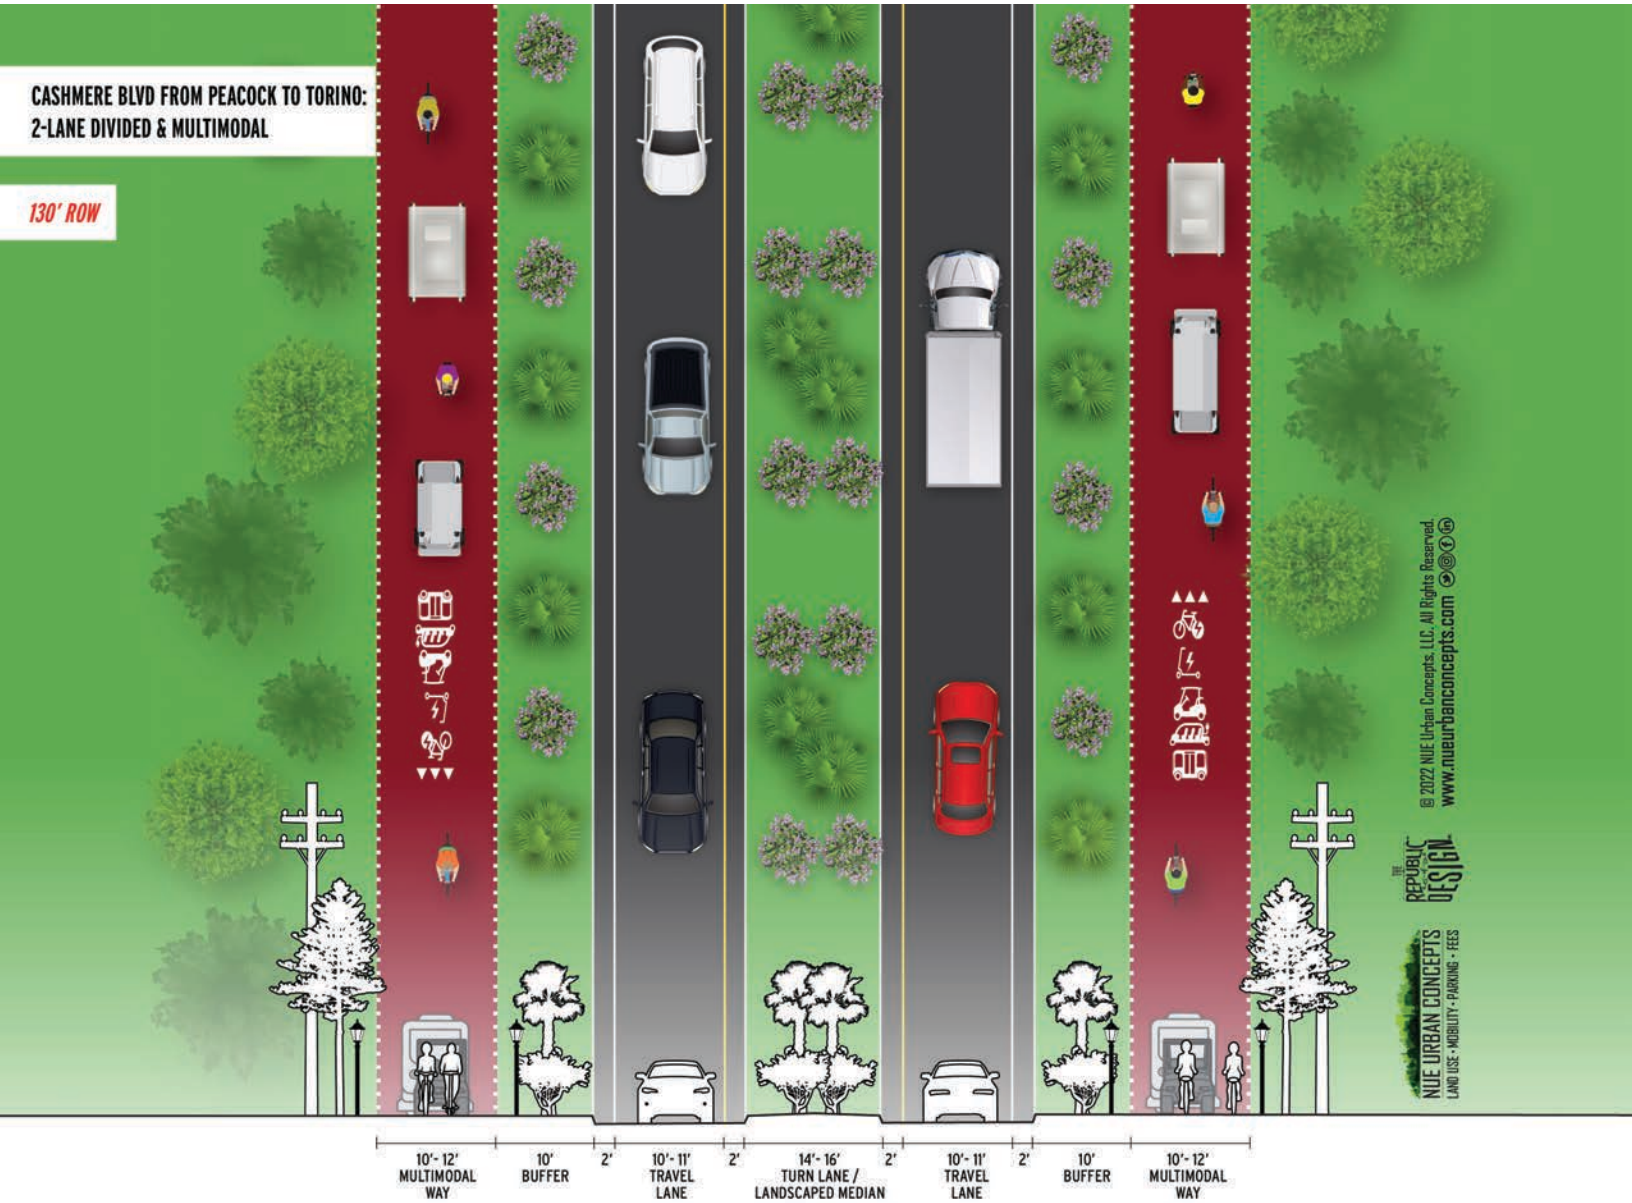 CASHMERE BLVD FROM PEACOCK TO TORINO:
2-LANE DIVIDED & MULTIMODAL
130' ROW
© 2022 NUE Urban Concepts, LLC. All Rights Reserved.
www.nueurbanconcepts.com
THE
REPUBLIC
DESIGN
NUE URBAN CONCEPTS
LAND USE • MOBILITY • PARKING • FEES
10'- 12'
MULTIMODAL
WAY
10'
BUFFER
2'
10'- 11'
TRAVEL
LANE
2'
14'- 16'
TURN LANE /
LANDSCAPED MEDIAN
2'
10'- 11'
TRAVEL
LANE
2'
10'
BUFFER
10'- 12'
MULTIMODAL
WAY